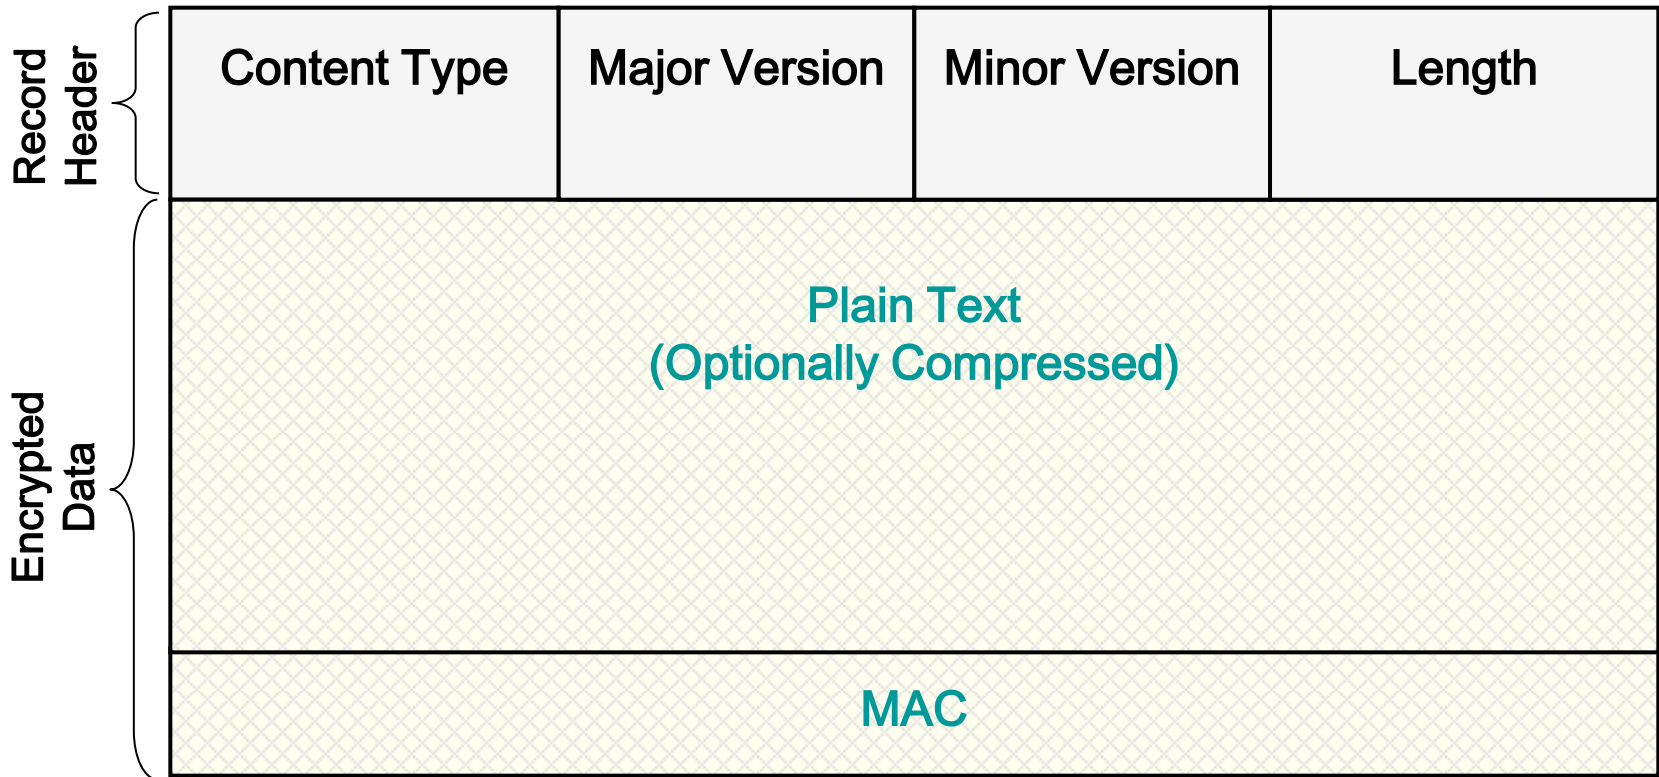 Record
Header
Content Type
Major Version
Minor Version
Length
Encrypted
Data
Plain Text
(Optionally Compressed)
MAC